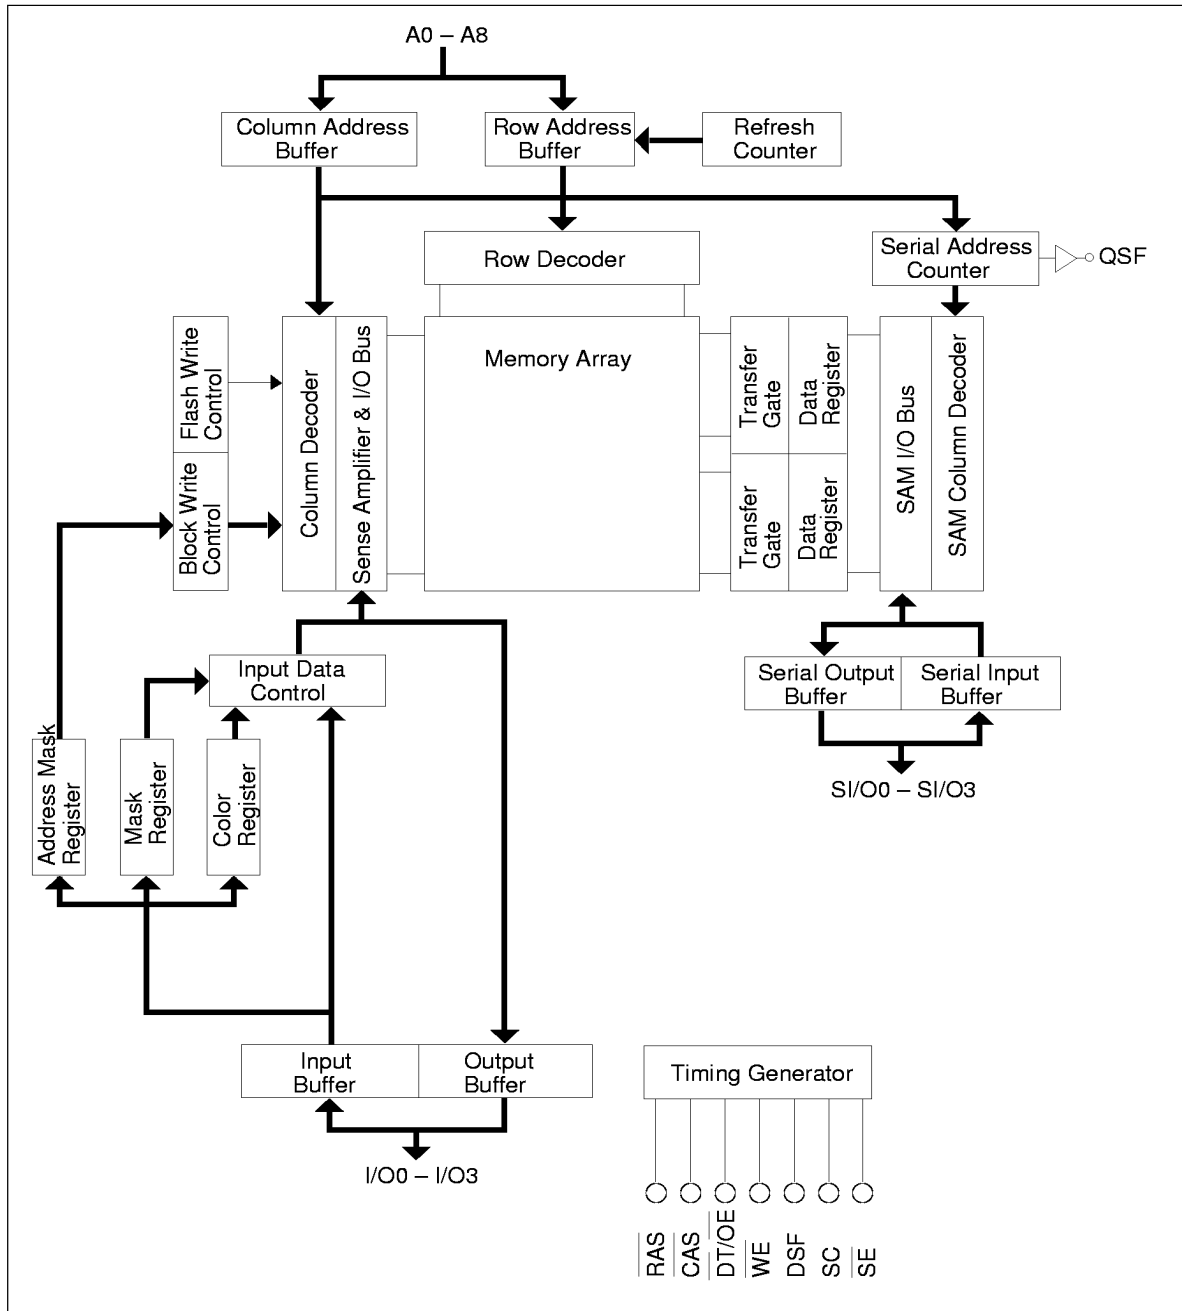 A0 – A8
Column Address
Buffer
Row Address
Buffer
Refresh
Counter
Row Decoder
Serial Address
Counter
QSF
Flash Write
Control
Block Write
Control
Column Decoder
Sense Amplifier & I/O Bus
Memory Array
Transfer
Gate
Data
Register
Transfer
Gate
Data
Register
SAM I/O Bus
SAM Column Decoder
Input Data
Control
Serial Output
Buffer
Serial Input
Buffer
Address Mask
Register
Mask
Register
Color
Register
SI/O0 – SI/O3
Input
Buffer
Output
Buffer
I/O0 – I/O3
Timing Generator
RAS
CAS
DT/OE
WE
DSF
SC
SE